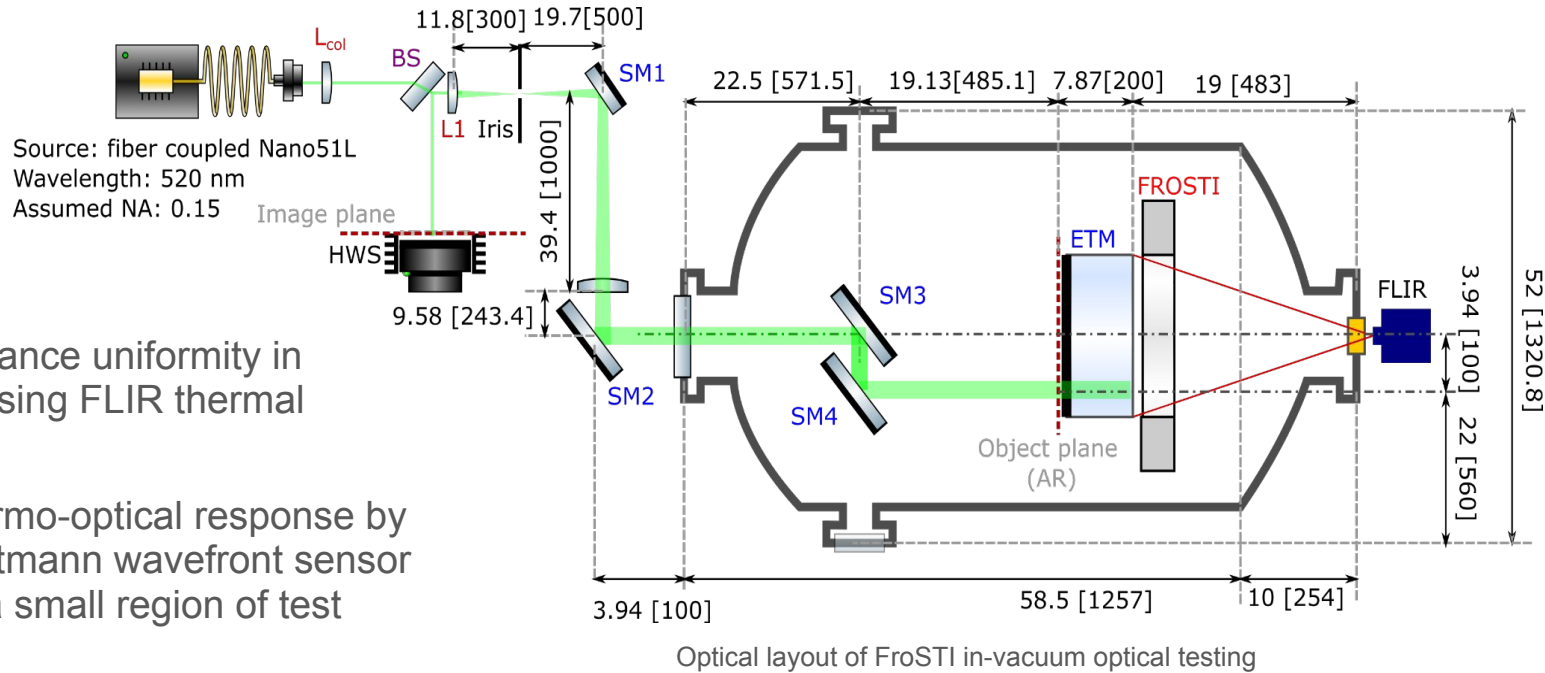 11.8[300] 19.7[500]
L_col
BS
SM1
L1 Iris
Source: fiber coupled Nano51L
Wavelength: 520 nm
Assumed NA: 0.15
Image plane
HWS
39.4 [1000]
9.58 [243.4]
SM2
22.5 [571.5]
19.13[485.1]
7.87[200]
19 [483]
FROSTI
ETM
SM3
SM4
Object plane
(AR)
FLIR
3.94 [100]
22 [560]
52 [1320.8]
ance uniformity in
sing FLIR thermal
rmo-optical response by
tmann wavefront sensor
a small region of test
3.94 [100]
58.5 [1257]
10 [254]
Optical layout of FroSTI in-vacuum optical testing